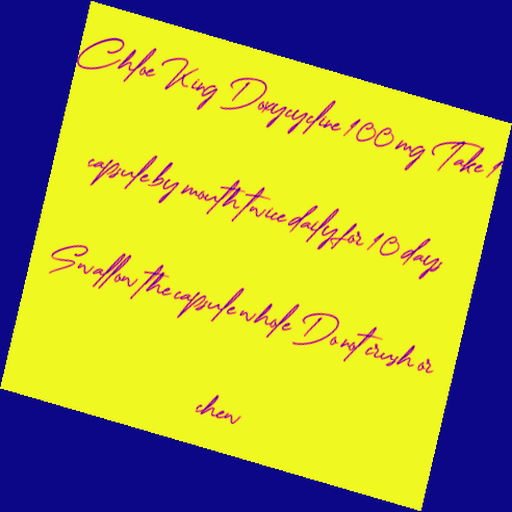 Chloe King Doxycycline 100 mg Take 1
capsule by mouth twice daily for 10 days
Swallow the capsule whole Do not crush or
chew